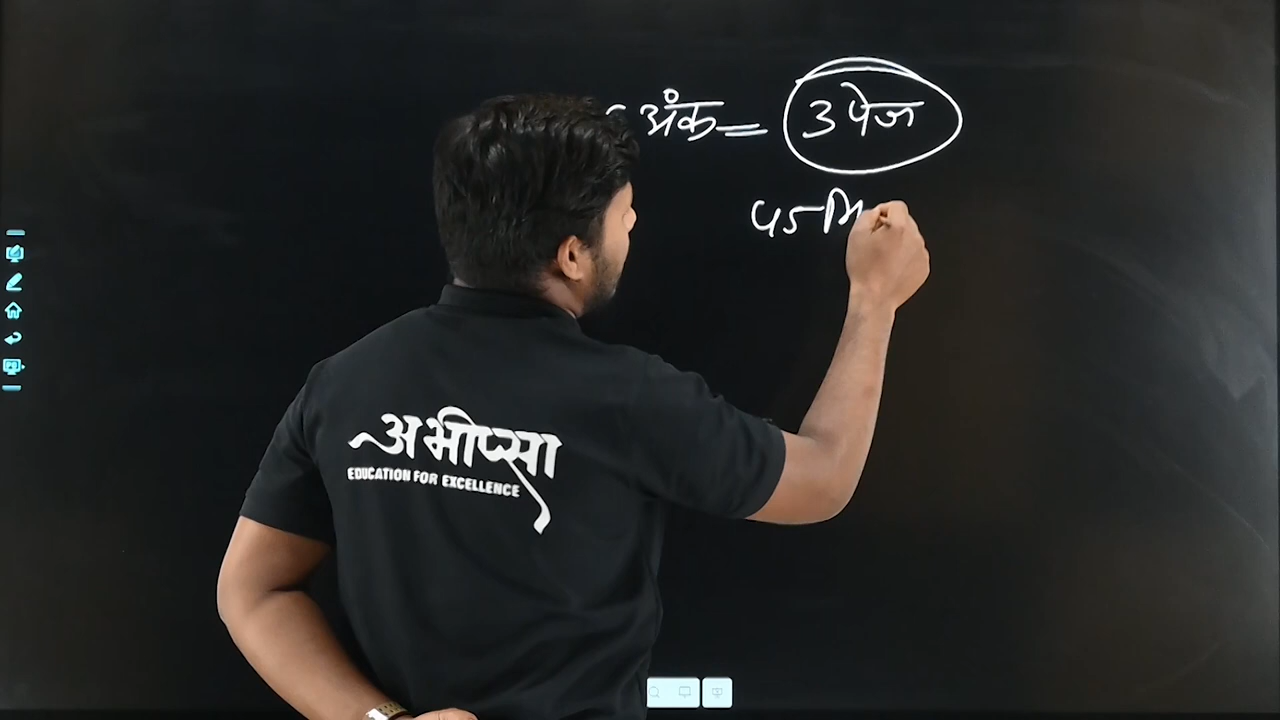 अंक = 3 पेज
45 मि
अभीप्सा
EDUCATION FOR EXCELLENCE